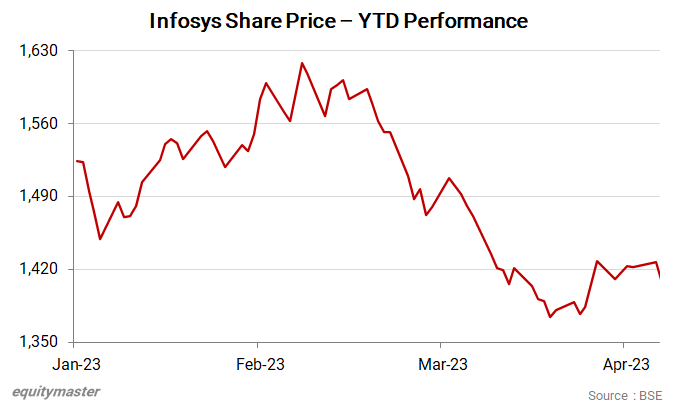 Infosys Share Price – YTD Performance
1,630
1,560
1,490
1,420
1,350
Jan-23 Feb-23 Mar-23 Apr-23
equitymaster
Source : BSE